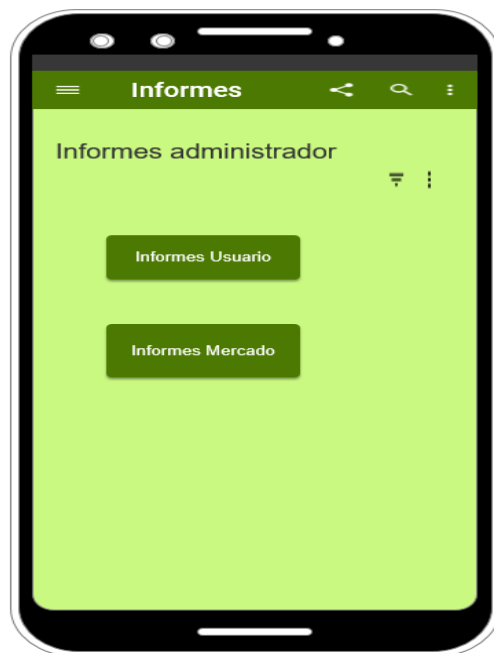 Informes
Informes administrador
Informes Usuario
Informes Mercado